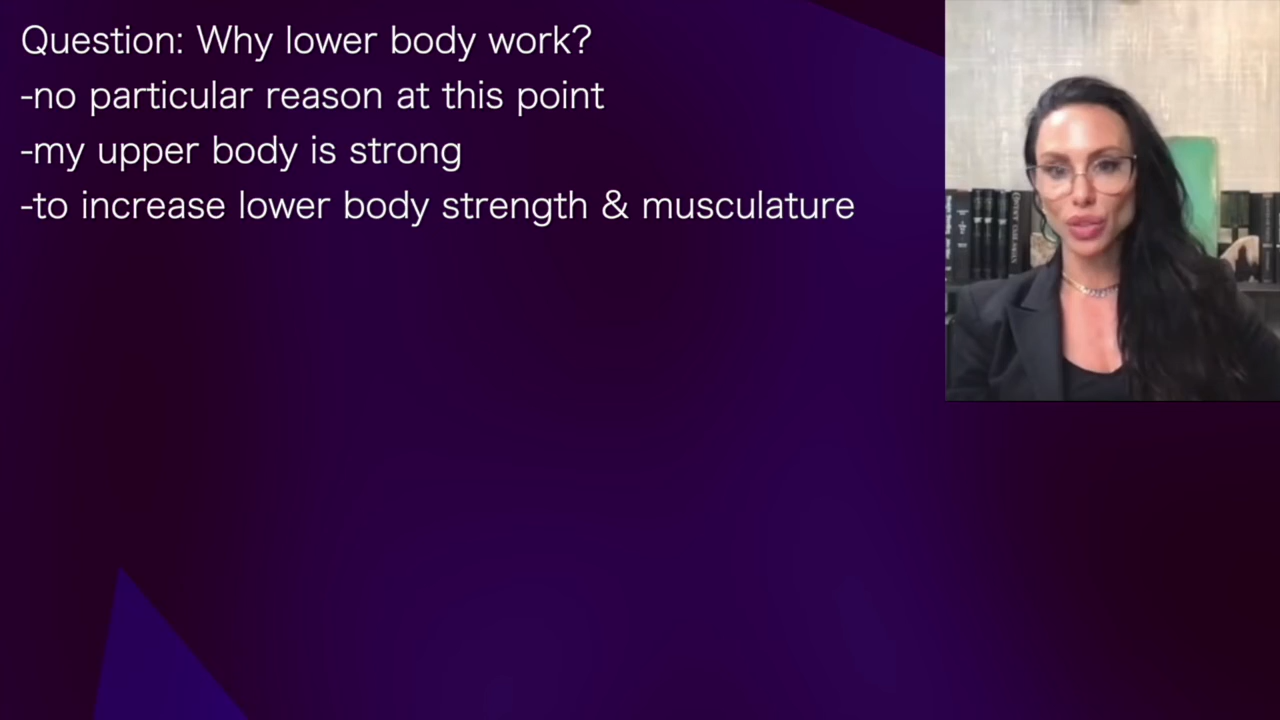 Question: Why lower body work?
-no particular reason at this point
-my upper body is strong
-to increase lower body strength & musculature